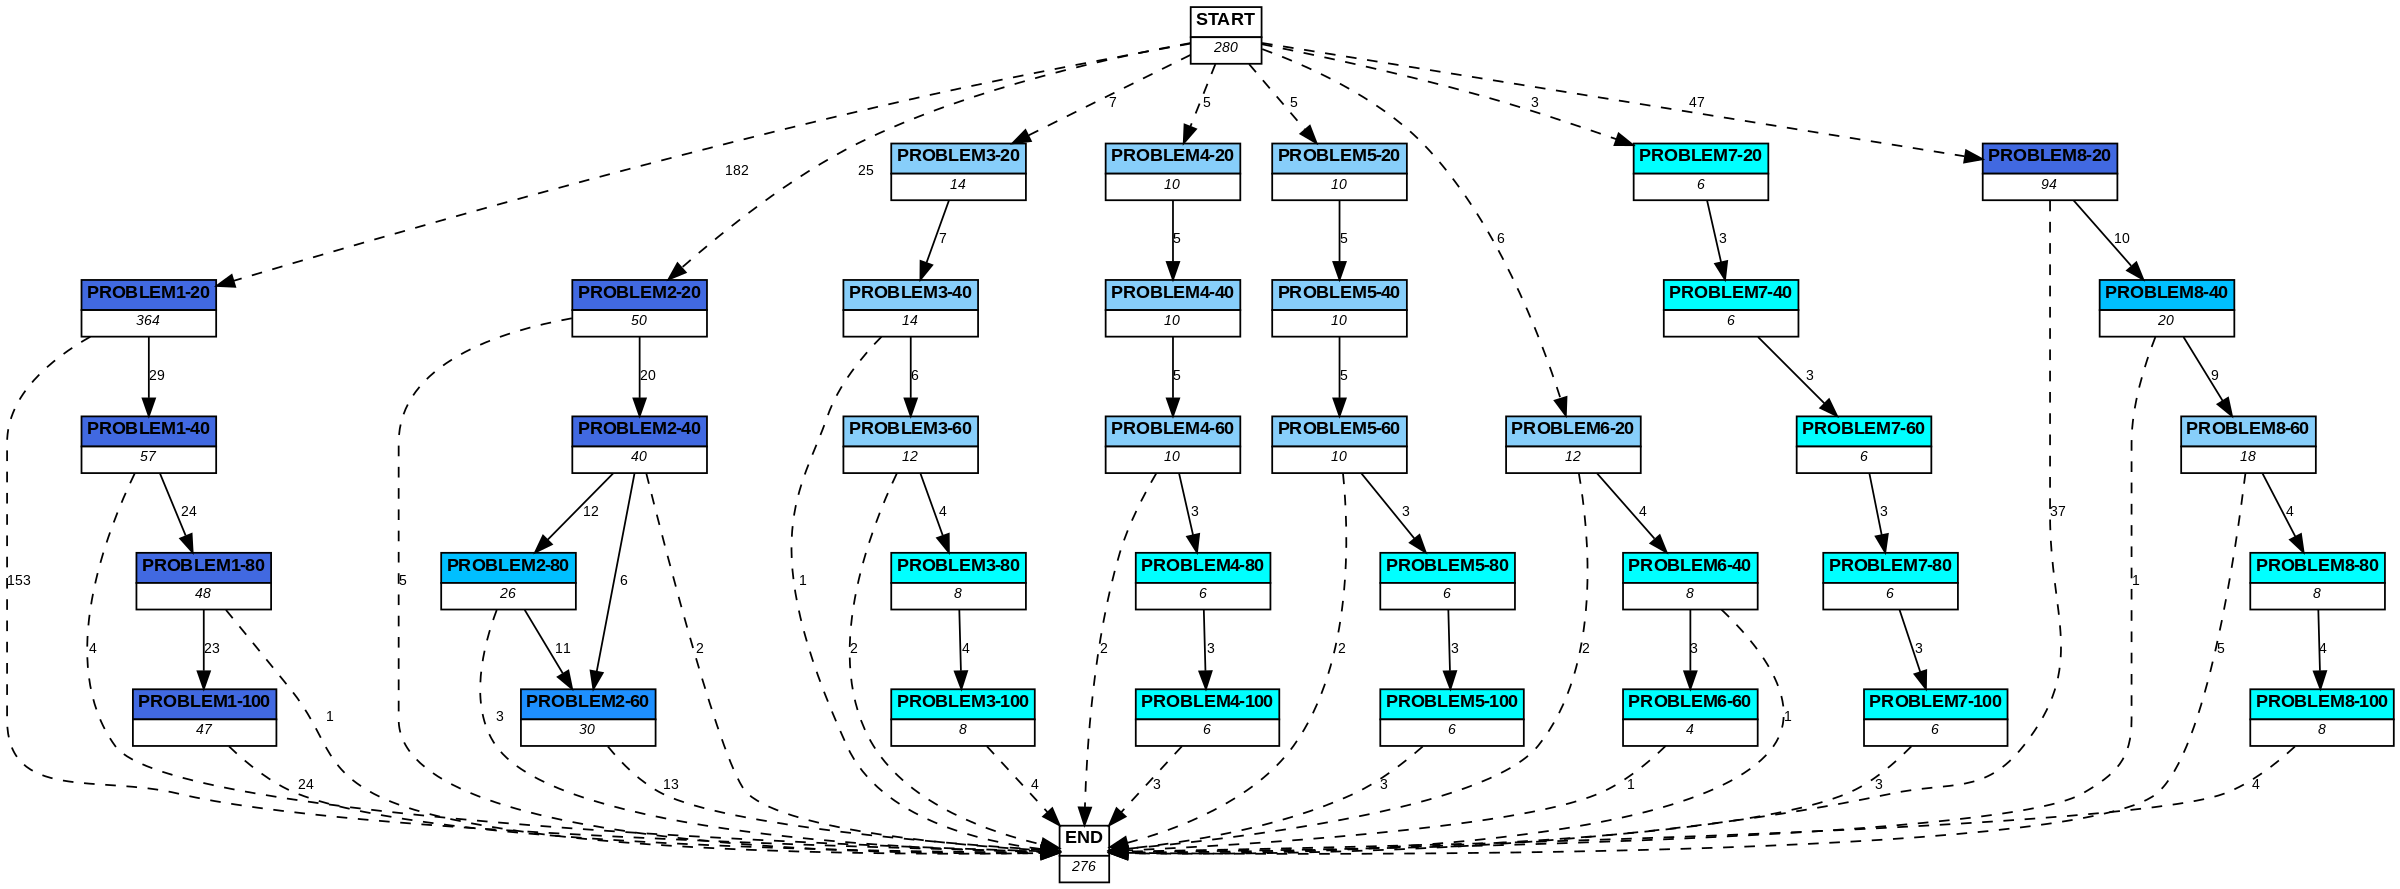 START
280
7
5
5
3
47
PROBLEM3-20
14
PROBLEM4-20
10
PROBLEM5-20
10
PROBLEM7-20
6
PROBLEM8-20
94
182
25
7
5
5
6
3
10
PROBLEM1-20
364
PROBLEM2-20
50
PROBLEM3-40
14
PROBLEM4-40
10
PROBLEM5-40
10
PROBLEM7-40
6
PROBLEM8-40
20
29
20
6
5
5
3
9
PROBLEM1-40
57
PROBLEM2-40
40
PROBLEM3-60
12
PROBLEM4-60
10
PROBLEM5-60
10
PROBLEM6-20
12
PROBLEM7-60
6
PROBLEM8-60
18
24
12
4
3
3
4
3
37
4
153
PROBLEM1-80
48
5
PROBLEM2-80
26
6
1
PROBLEM3-80
8
PROBLEM4-80
6
PROBLEM5-80
6
PROBLEM6-40
8
PROBLEM7-80
6
1
PROBLEM8-80
8
4
23
11
2
2
4
2
3
2
3
2
3
3
5
4
PROBLEM1-100
47
1
3
PROBLEM2-60
30
PROBLEM3-100
8
PROBLEM4-100
6
PROBLEM5-100
6
PROBLEM6-60
4
1
PROBLEM7-100
6
PROBLEM8-100
8
24
13
4
3
3
1
3
4
END
276